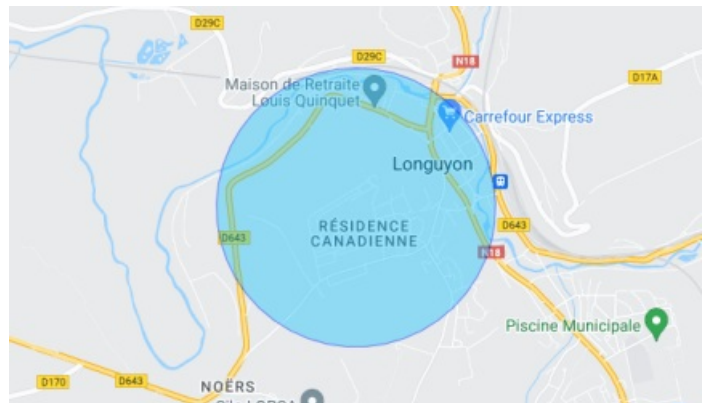 D29C
D29C
N18
D17A
Maison de Retraite
Louis Quinquet
Carrefour Express
Longuyon
RÉSIDENCE
CANADIENNE
D643
D643
N18
Piscine Municipale
D170
D643
NOËRS